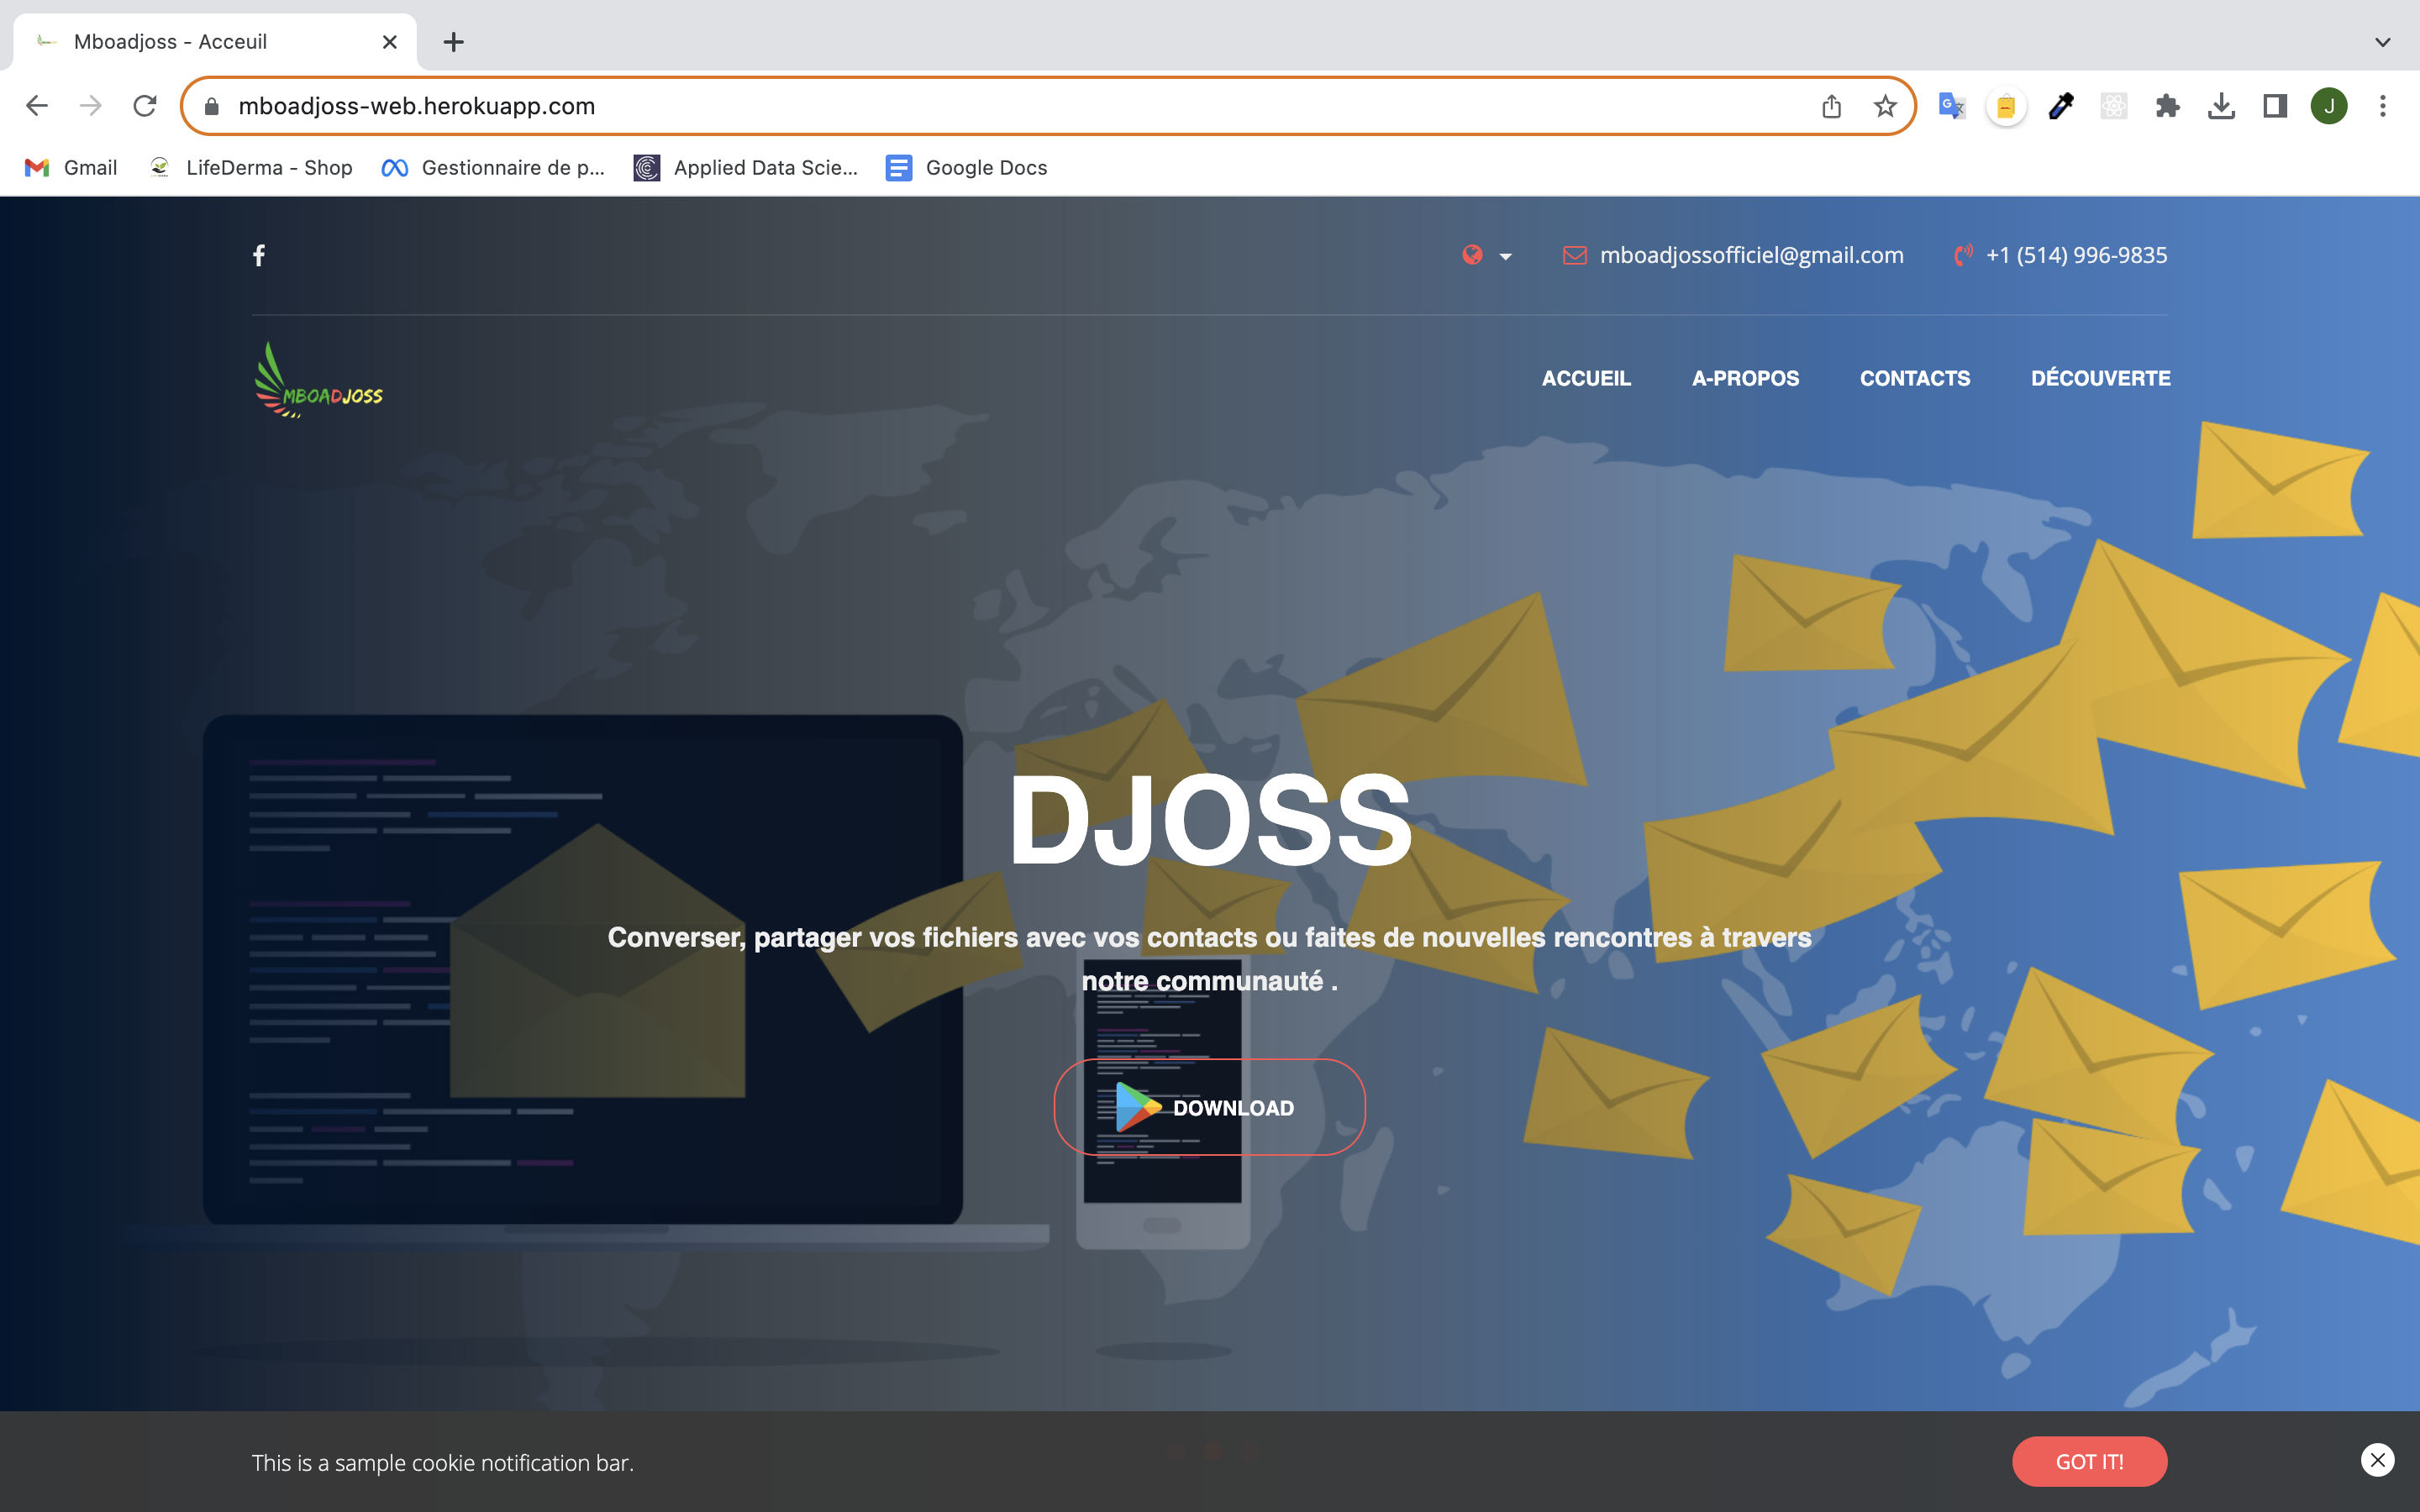 Mboadjoss - Acceuil
mboadjoss-web.herokuapp.com
J
Gmail
LifeDerma - Shop
Gestionnaire de p...
Applied Data Scie...
Google Docs
mboadjossofficiel@gmail.com
+1 (514) 996-9835
MBOADJOSS
ACCUEIL
A-PROPOS
CONTACTS
DÉCOUVERTE
DJOSS
Converser, partager vos fichiers avec vos contacts ou faites de nouvelles rencontres à travers
notre communauté .
DOWNLOAD
This is a sample cookie notification bar.
GOT IT!